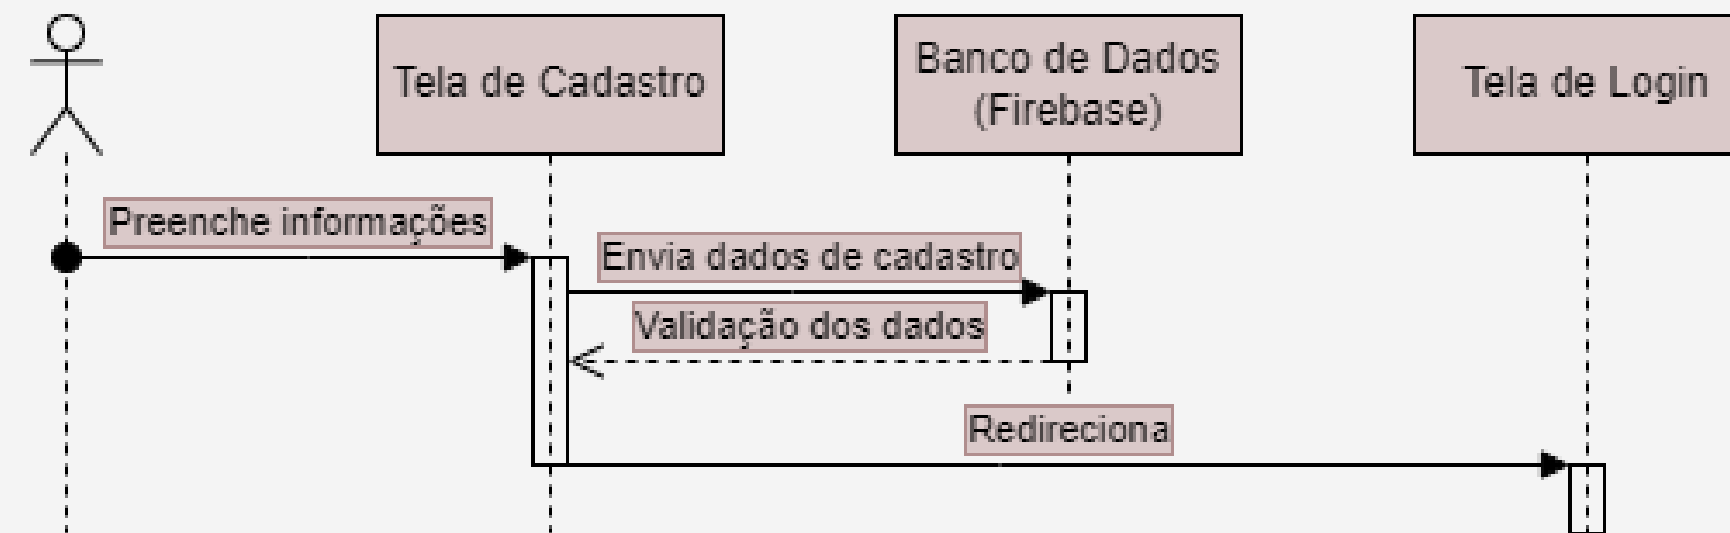 Tela de Cadastro
Banco de Dados
(Firebase)
Tela de Login
Preenche informações
Envia dados de cadastro
Validação dos dados
Redireciona